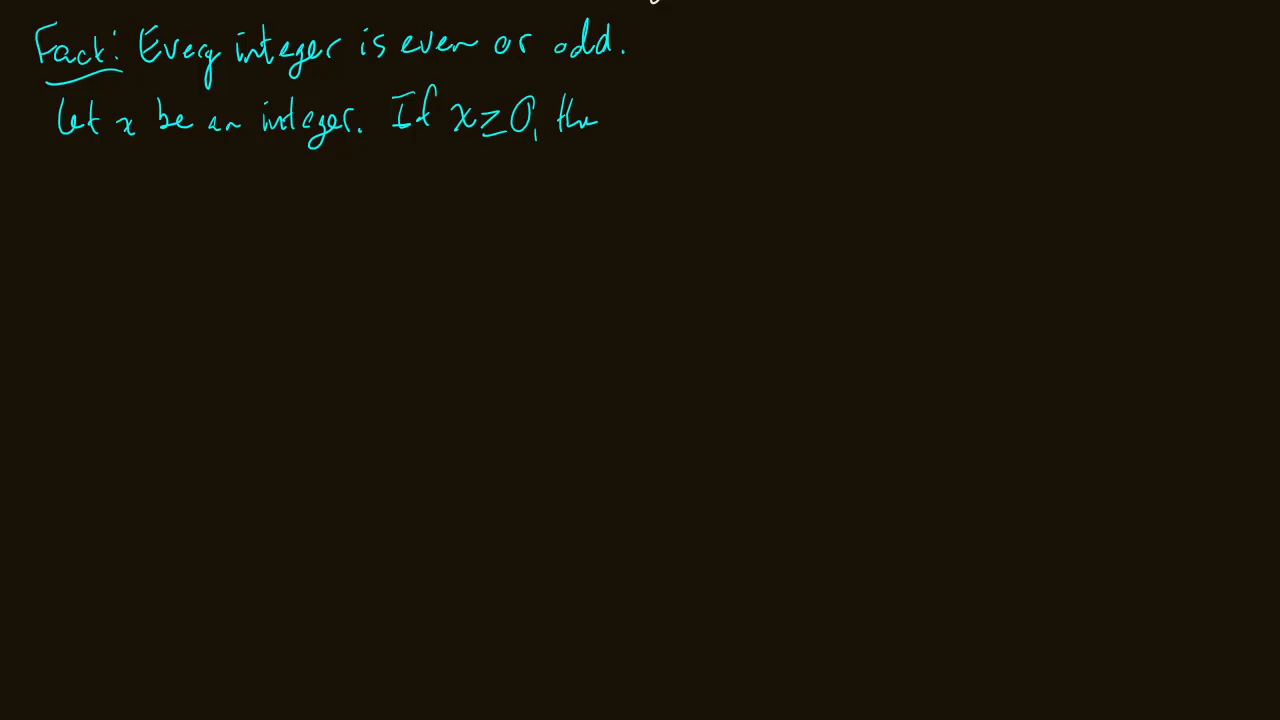 Fact: Every integer is even or odd.
Let x be an integer. If x ≥ 0, the